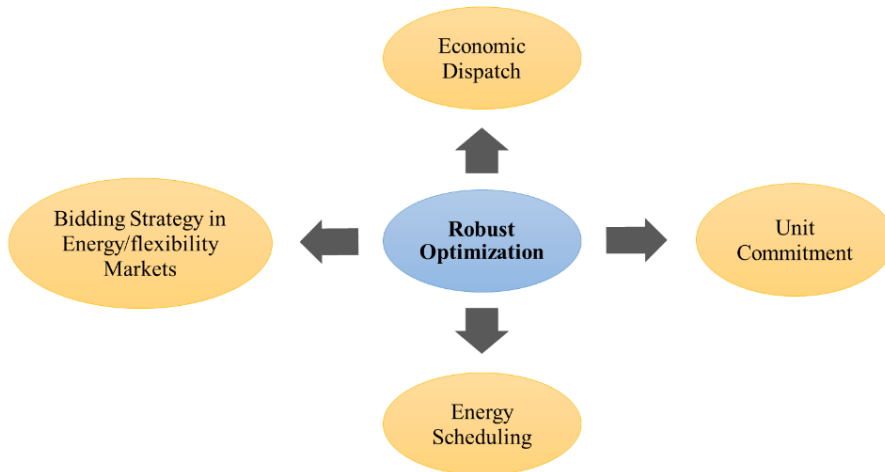 Economic
Dispatch
Bidding Strategy in
Energy/flexibility
Markets
Robust
Optimization
Unit
Commitment
Energy
Scheduling